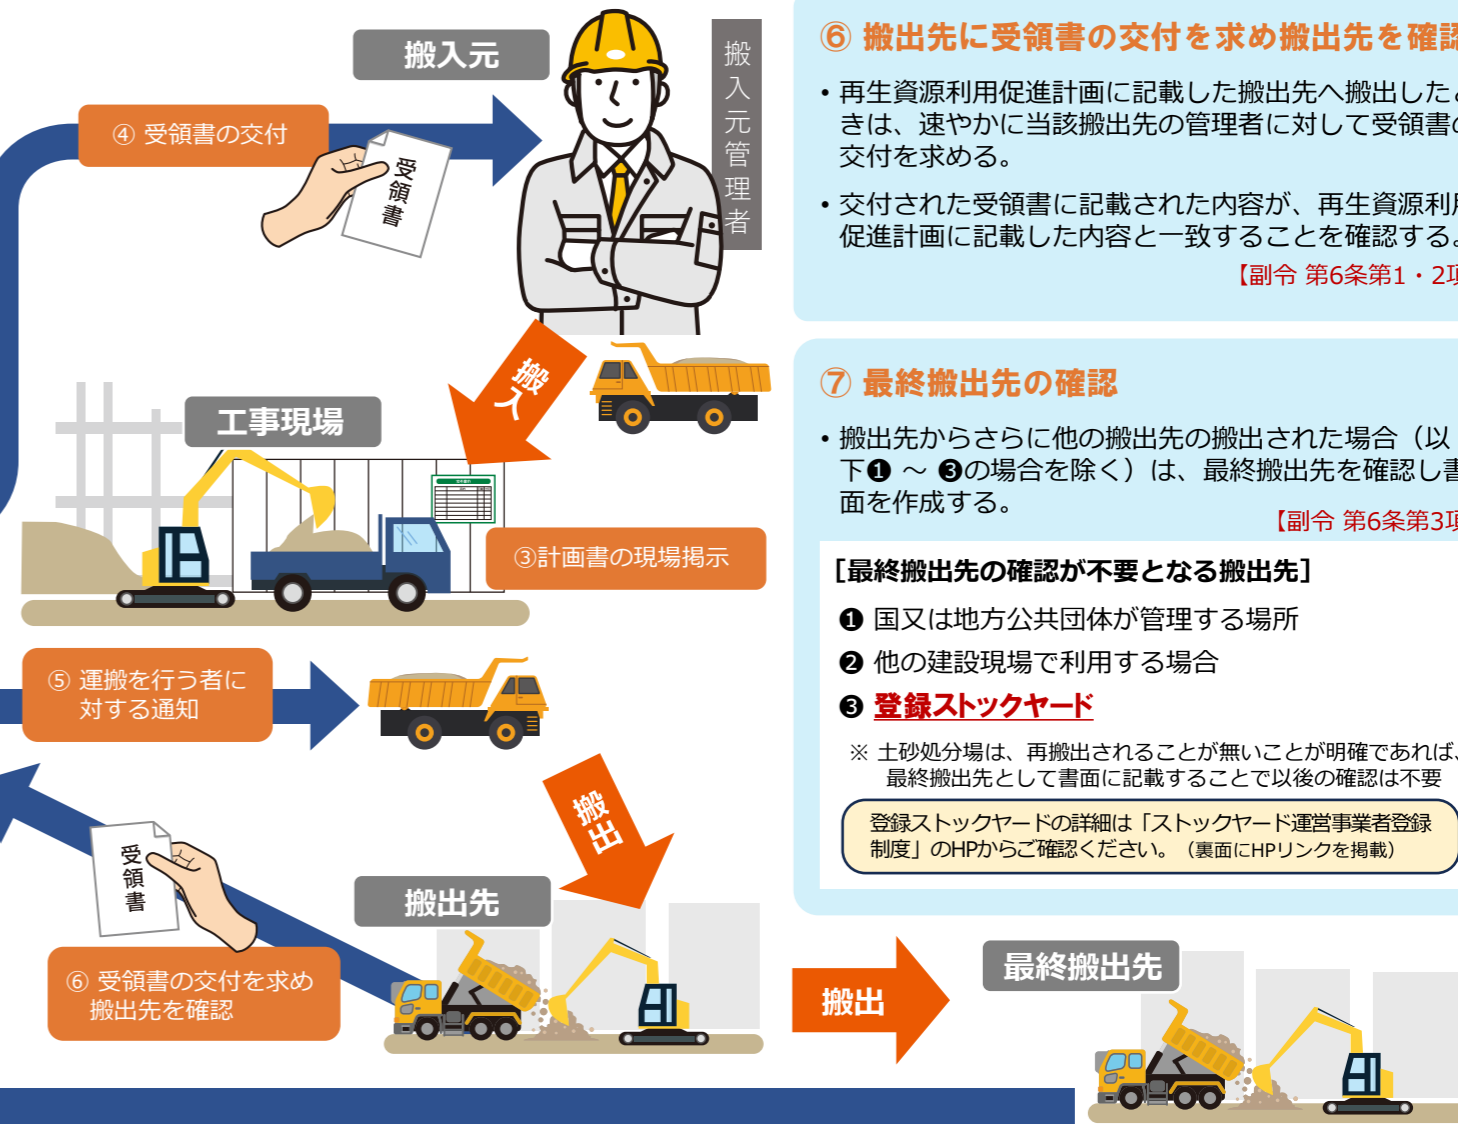 搬入元
搬入元管理者
④ 受領書の交付
受領書
搬入
工事現場
③計画書の現場掲示
⑤ 運搬を行う者に
対する通知
搬出
受領書
搬出先
⑥ 受領書の交付を求め
搬出先を確認
搬出
最終搬出先
⑥ 搬出先に受領書の交付を求め搬出先を確認
・再生資源利用促進計画に記載した搬出先へ搬出したと
きは、速やかに当該搬出先の管理者に対して受領書の
交付を求める。
・交付された受領書に記載された内容が、再生資源利用
促進計画に記載した内容と一致することを確認する。
【副令 第6条第1・2項
⑦ 最終搬出先の確認
・搬出先からさらに他の搬出先の搬出された場合（以
下❶ ～ ❸の場合を除く）は、最終搬出先を確認し書
面を作成する。
【副令 第6条第3項
［最終搬出先の確認が不要となる搬出先］
❶ 国又は地方公共団体が管理する場所
❷ 他の建設現場で利用する場合
❸ 登録ストックヤード
※ 土砂処分場は、再搬出されることが無いことが明確であれば、
最終搬出先として書面に記載することで以後の確認は不要
登録ストックヤードの詳細は「ストックヤード運営事業者登録
制度」のHPからご確認ください。（裏面にHPリンクを掲載）